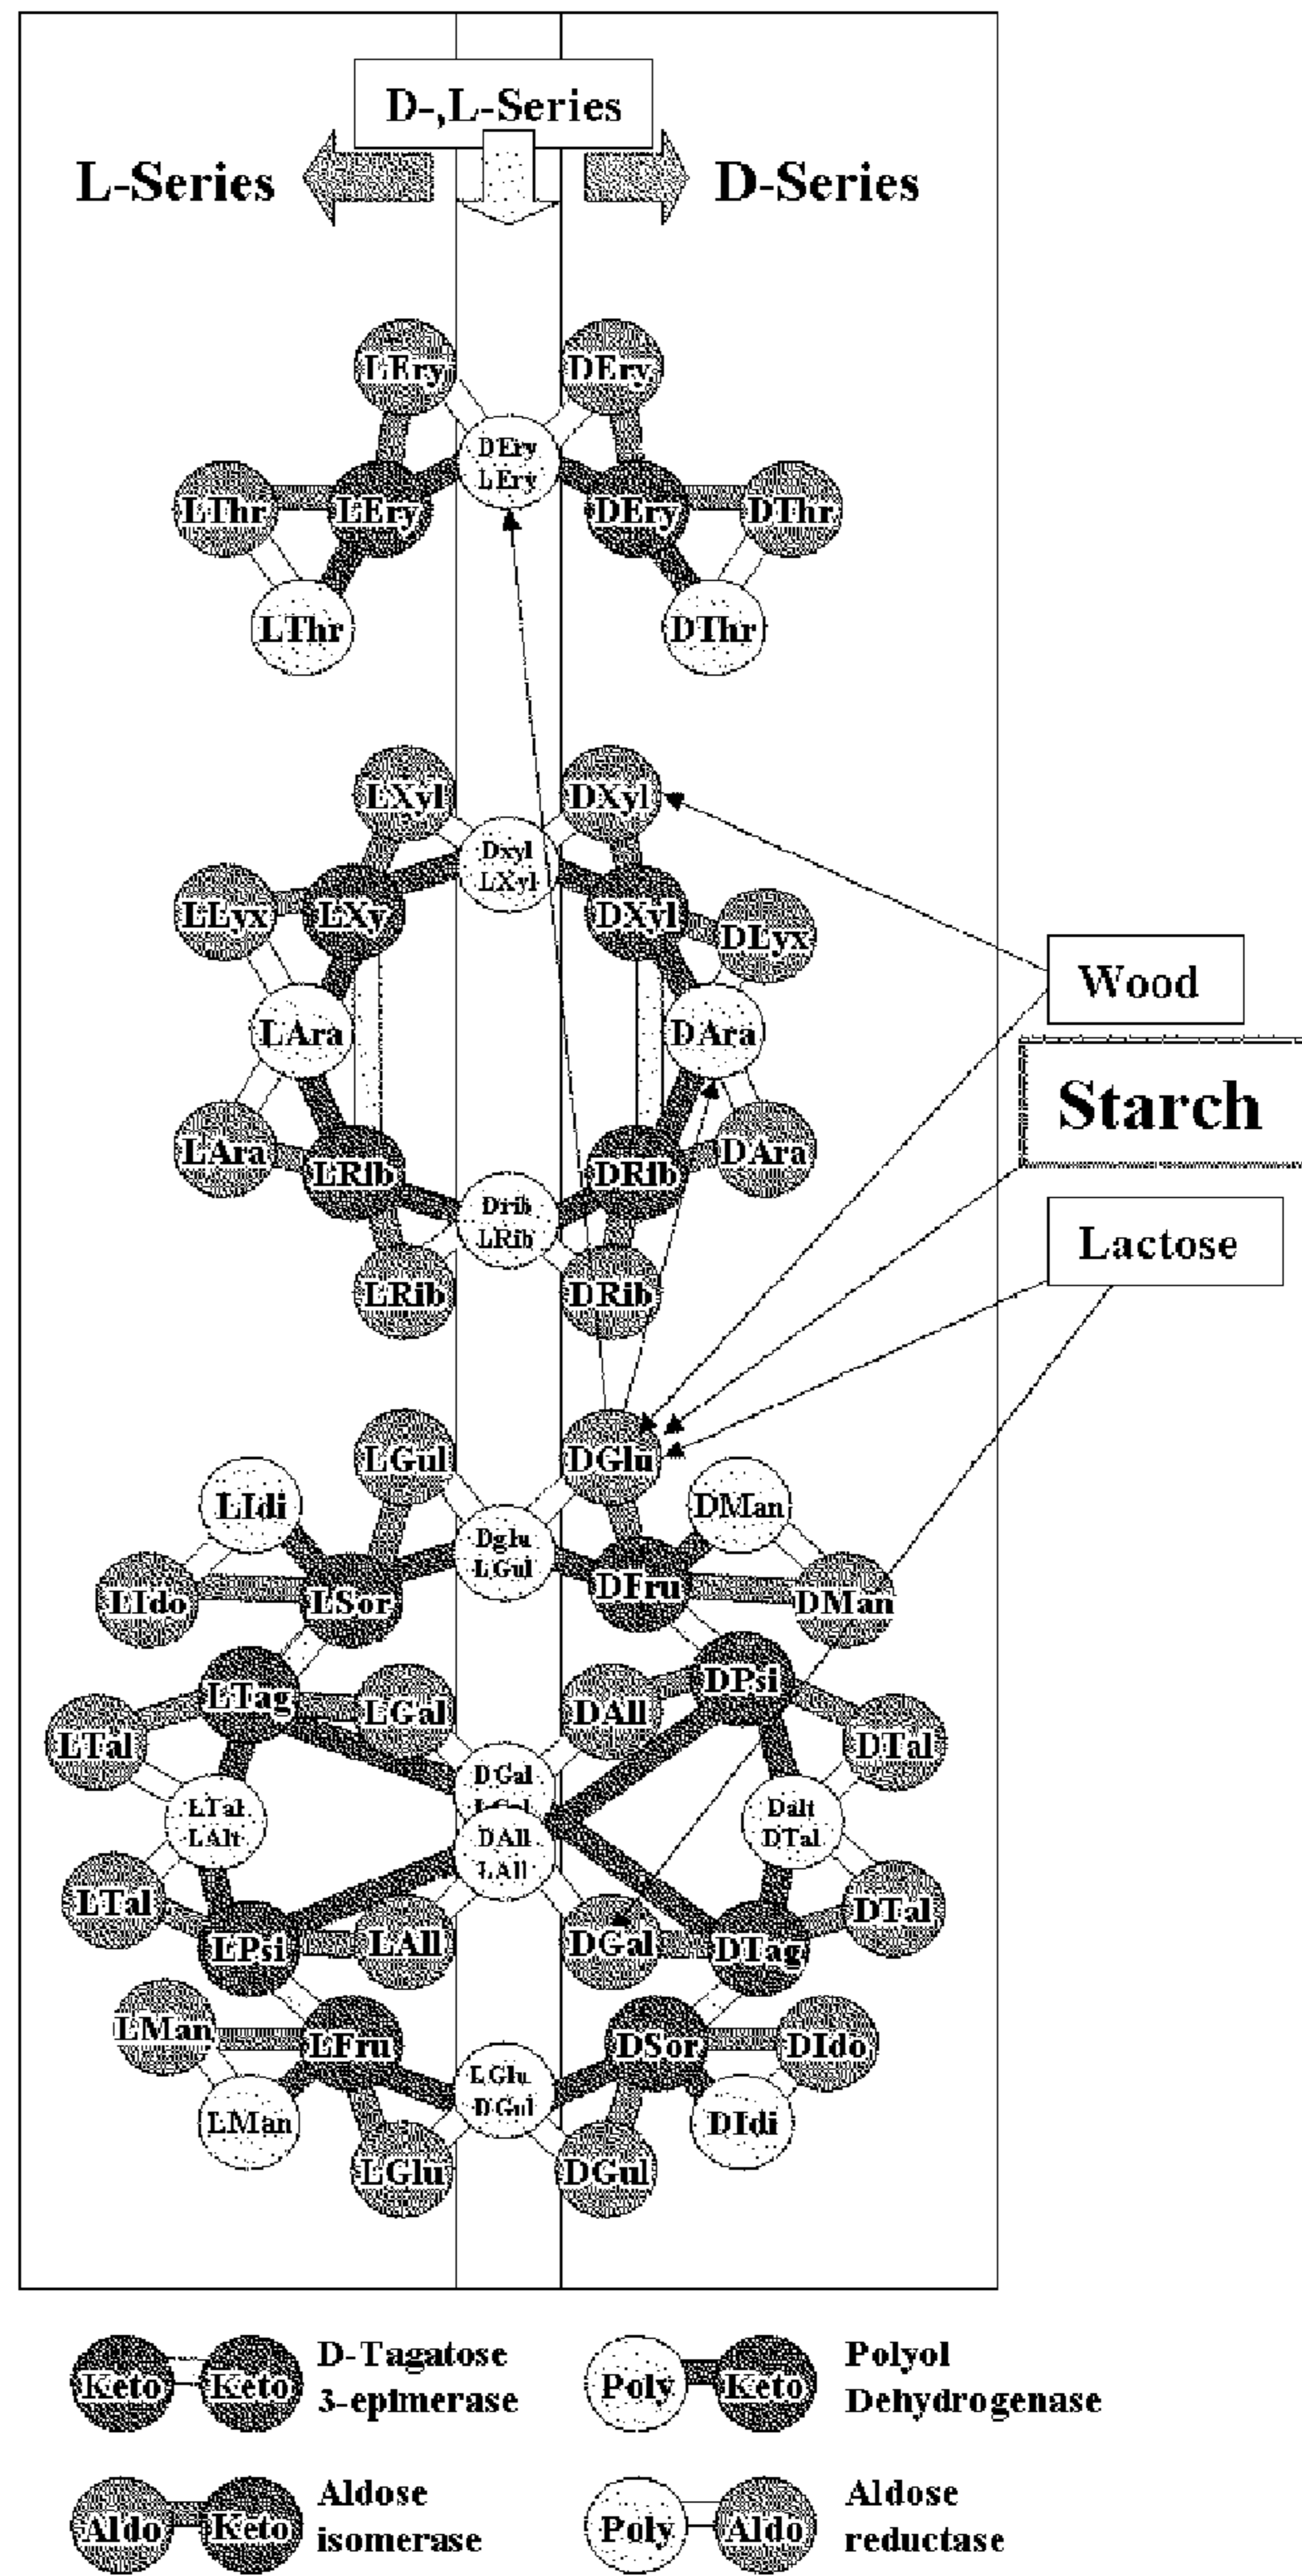 D-,L-Series
L-Series
D-Series
LEry
DEry
DEry
LEry
LThr
LEry
DEry
DThr
LThr
DThr
LXyl
DXyl
Dxyl
LXyl
LLyx
LXy
DXyl
DLyx
Wood
LAra
DAra
Starch
LAra
LRib
DRib
DAra
Drib
LRib
Lactose
LRib
DRib
LGul
DGlu
LIdi
DMan
Dglu
LGul
LIdo
LSor
DFru
DMan
LTag
LGal
DAll
DPsi
LTal
DTal
DGal
LGal
LTal
LAlt
Dalt
DTal
DAll
LAll
LTal
DTal
LPsi
LAll
DGal
DTag
LMan
LFru
DSor
DIdo
LGlu
DGul
LMan
DIdi
LGlu
DGul
Keto
Keto
D-Tagatose
3-epimerase
Poly
Keto
Polyol
Dehydrogenase
Aldo
Keto
Aldose
isomerase
Poly
Aldo
Aldose
reductase